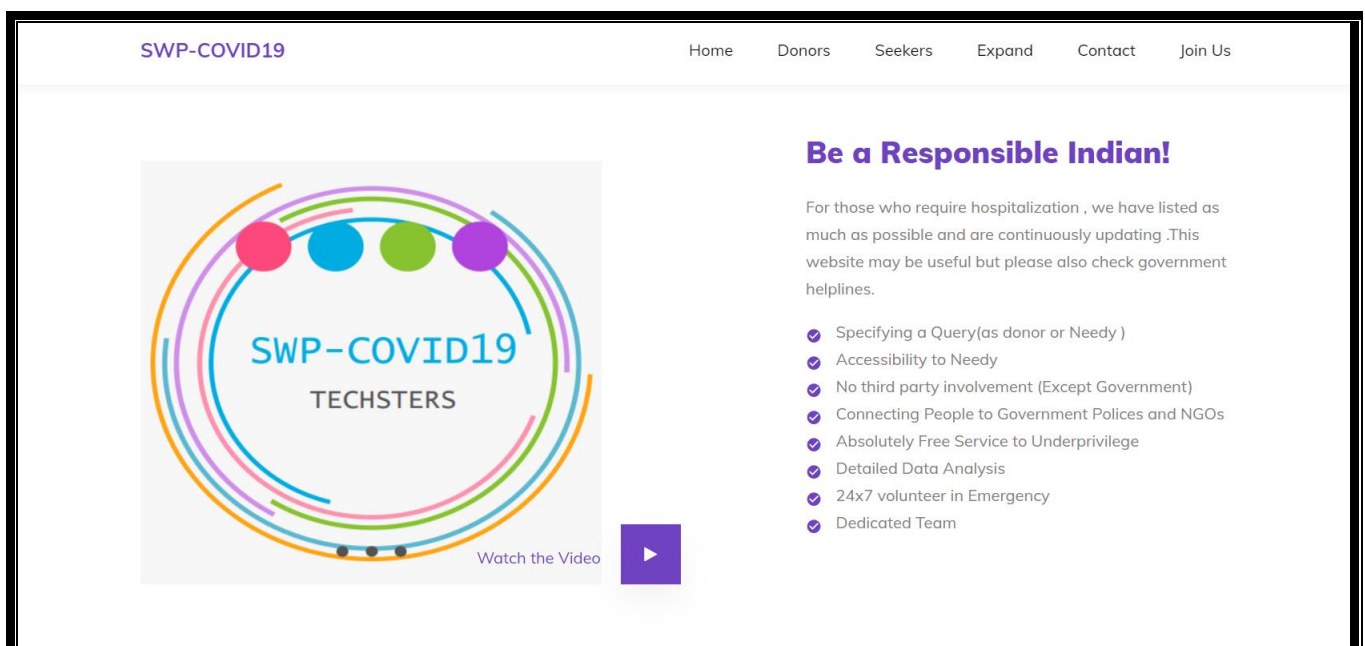 SWP-COVID19
Home Donors Seekers Expand Contact Join Us
SWP-COVID19
TECHSTERS
Watch the Video
Be a Responsible Indian!
For those who require hospitalization , we have listed as
much as possible and are continuously updating .This
website may be useful but please also check government
helplines.
Specifying a Query(as donor or Needy )
Accessibility to Needy
No third party involvement (Except Government)
Connecting People to Government Polices and NGOs
Absolutely Free Service to Underprivilege
Detailed Data Analysis
24x7 volunteer in Emergency
Dedicated Team